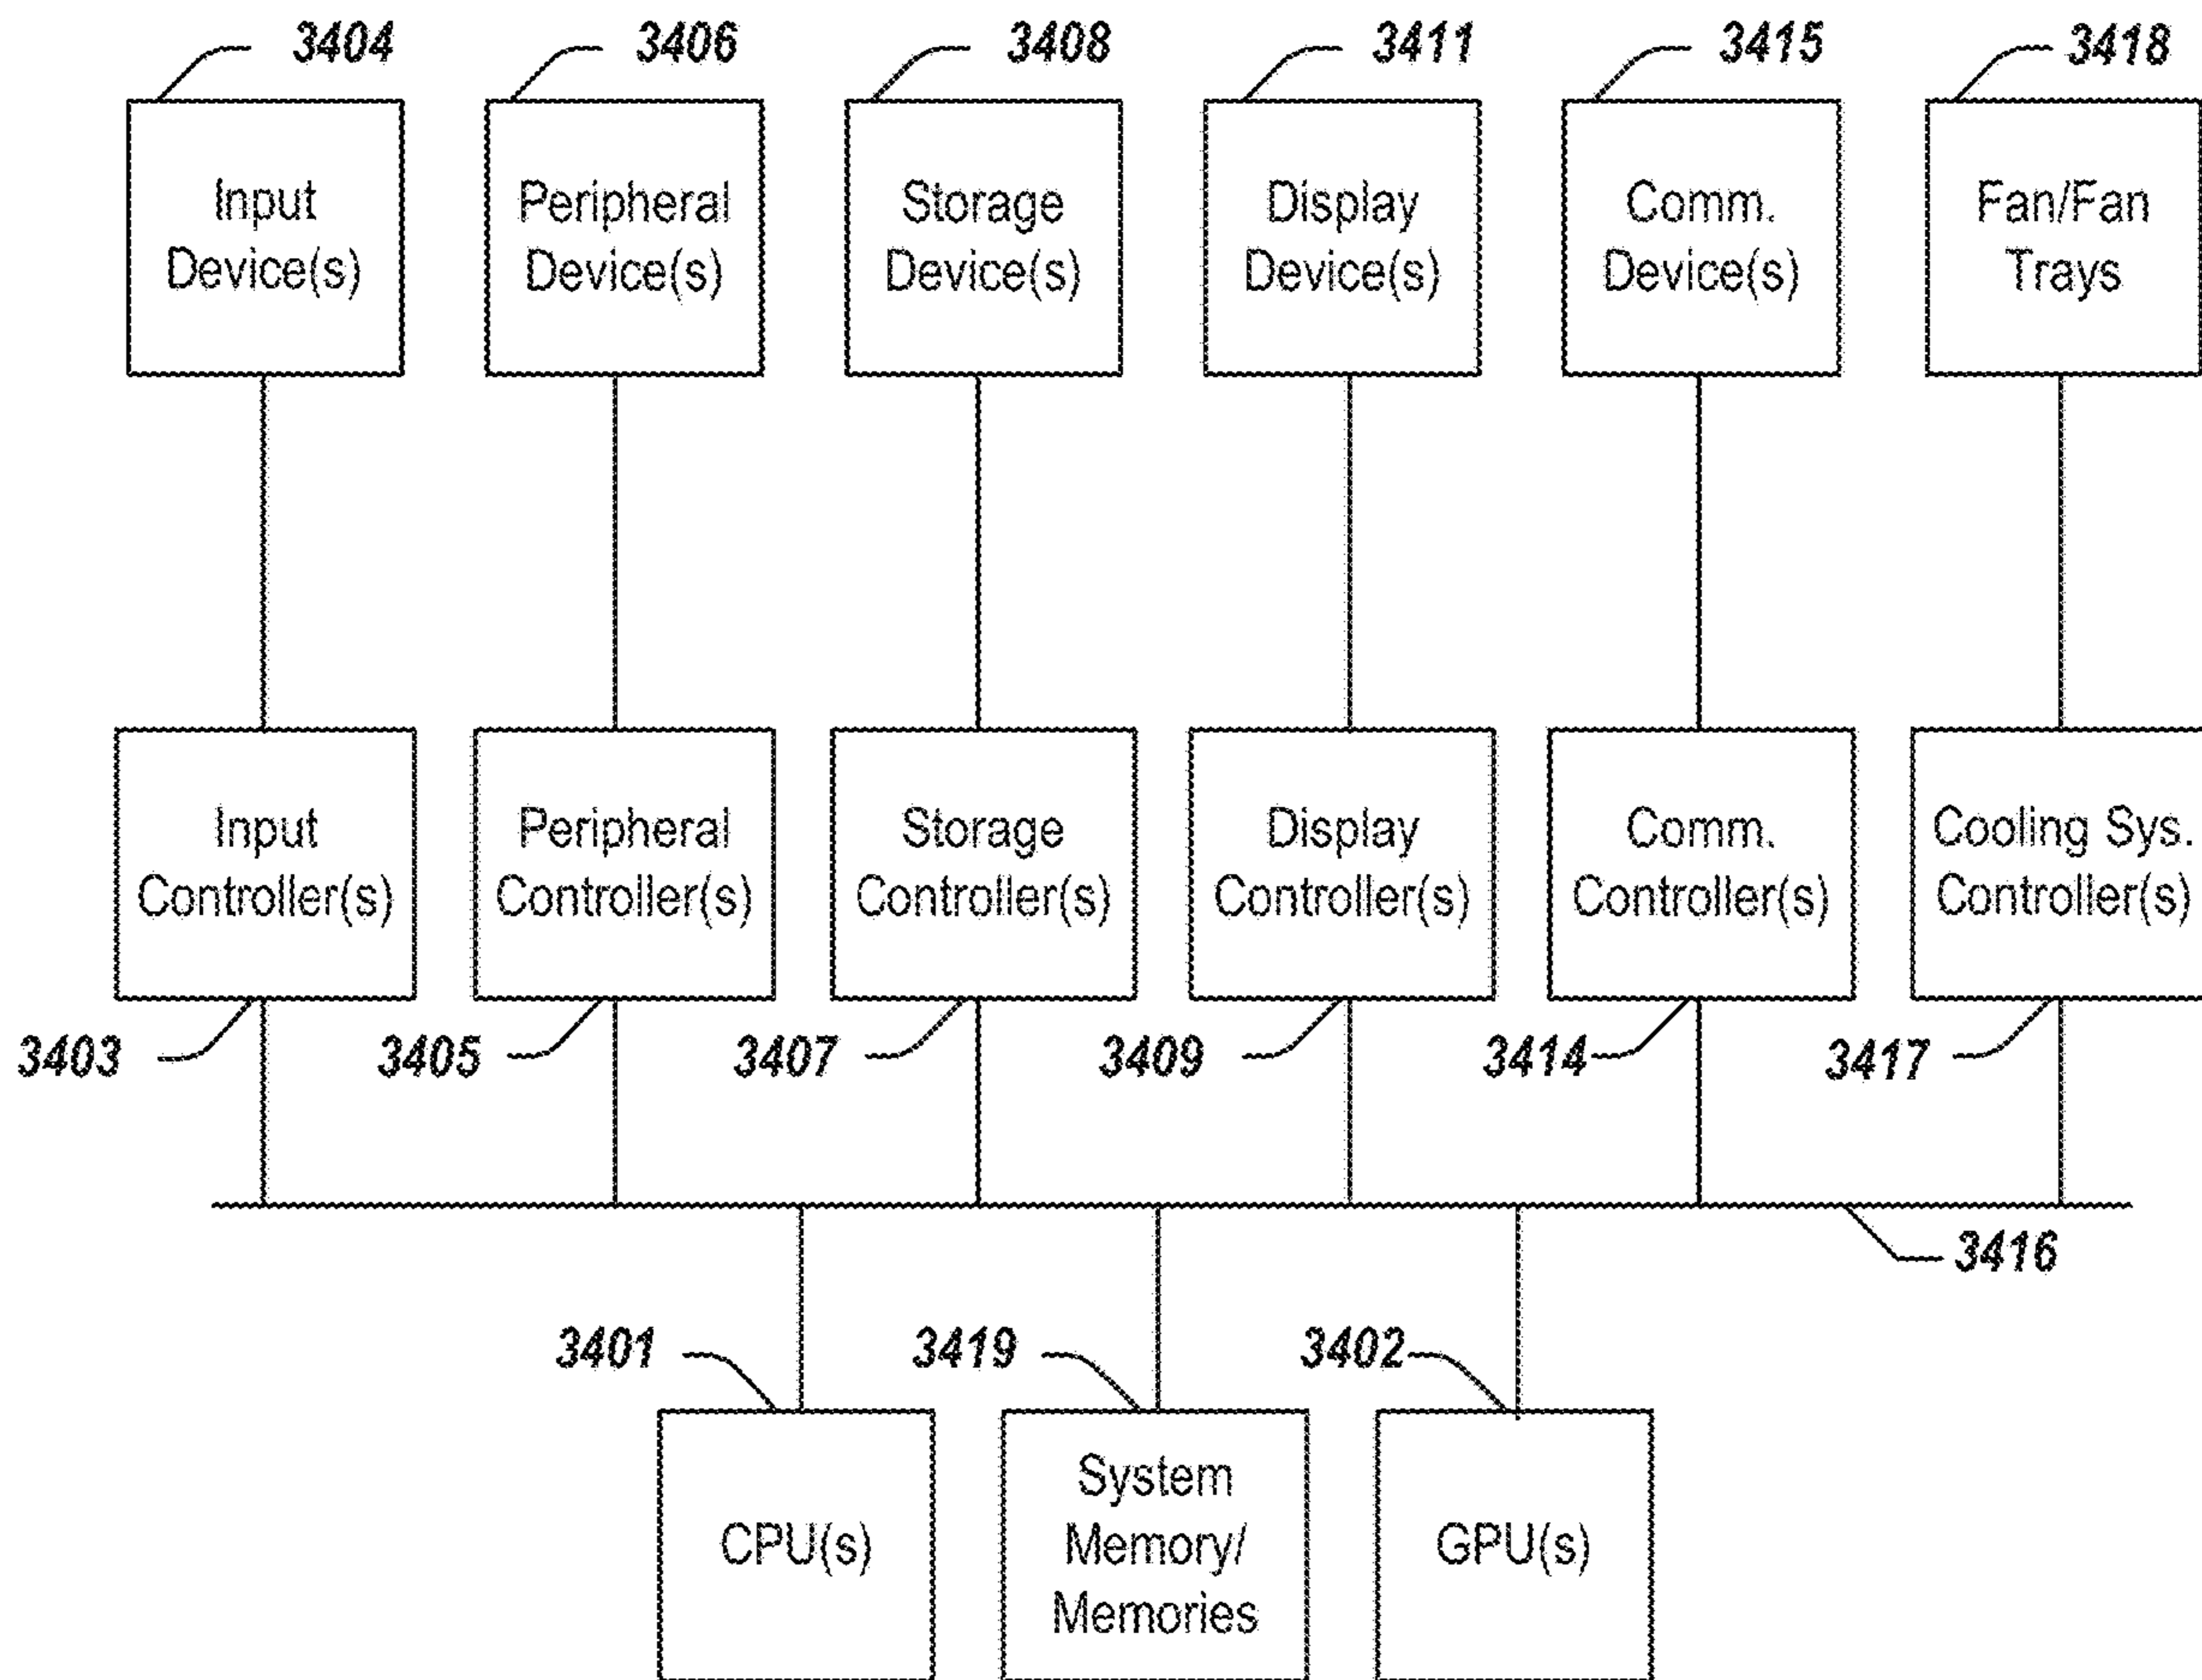 3404
3406
3408
3411
3415
3418
Input
Device(s)
Peripheral
Device(s)
Storage
Device(s)
Display
Device(s)
Comm.
Device(s)
Fan/Fan
Trays
Input
Controller(s)
Peripheral
Controller(s)
Storage
Controller(s)
Display
Controller(s)
Comm.
Controller(s)
Cooling Sys.
Controller(s)
3403
3405
3407
3409
3414
3417
3416
3401
3419
3402
CPU(s)
System
Memory/
Memories
GPU(s)